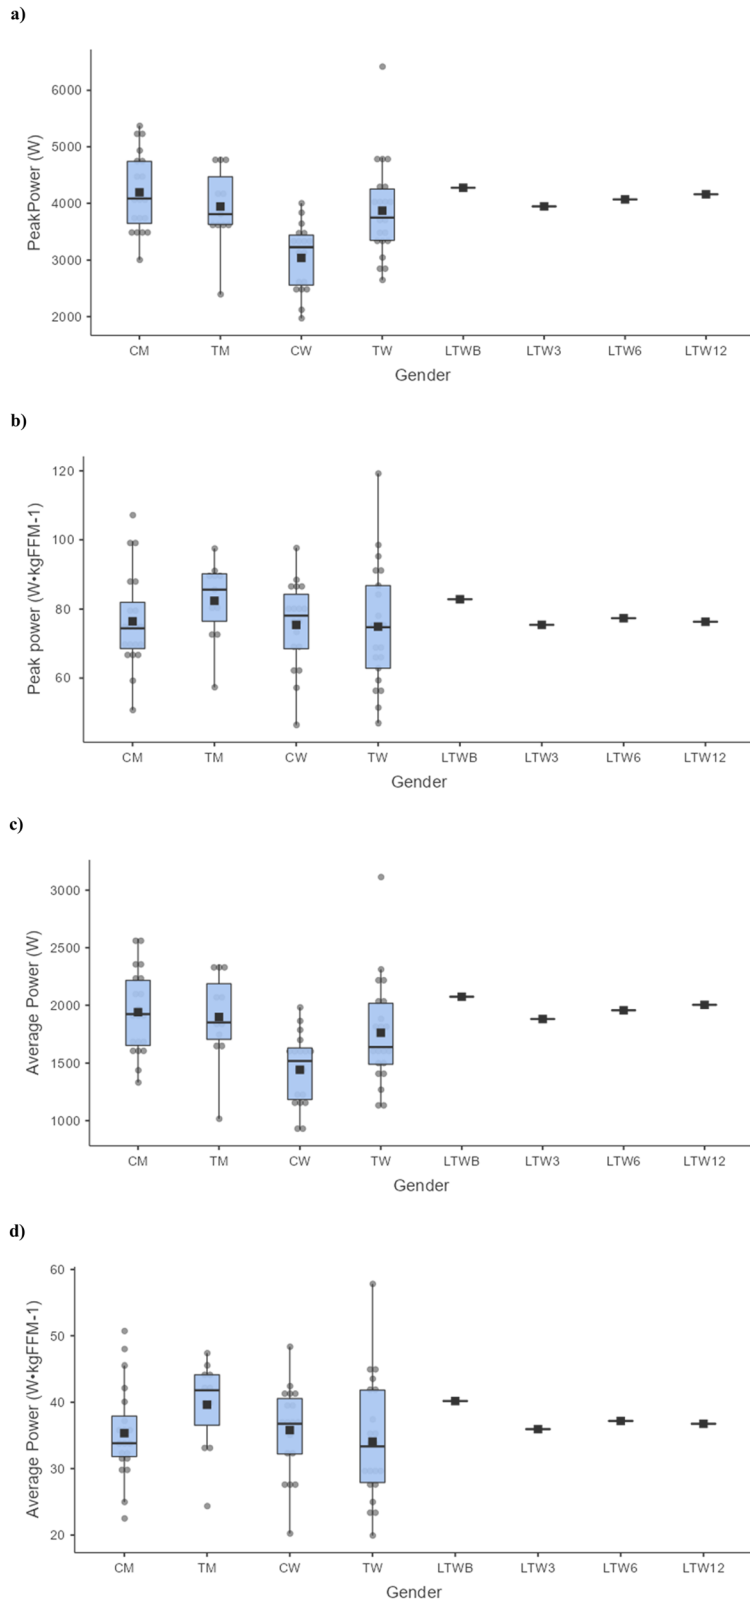 a)
PeakPower (W)
6000
5000
4000
3000
2000
CM TM CW TW LTWB LTW3 LTW6 LTW12
Gender
b)
Peak power (W•kgFFM-1)
120
100
80
60
CM TM CW TW LTWB LTW3 LTW6 LTW12
Gender
c)
Average Power (W)
3000
2500
2000
1500
1000
CM TM CW TW LTWB LTW3 LTW6 LTW12
Gender
d)
Average Power (W•kgFFM-1)
60
50
40
30
20
CM TM CW TW LTWB LTW3 LTW6 LTW12
Gender